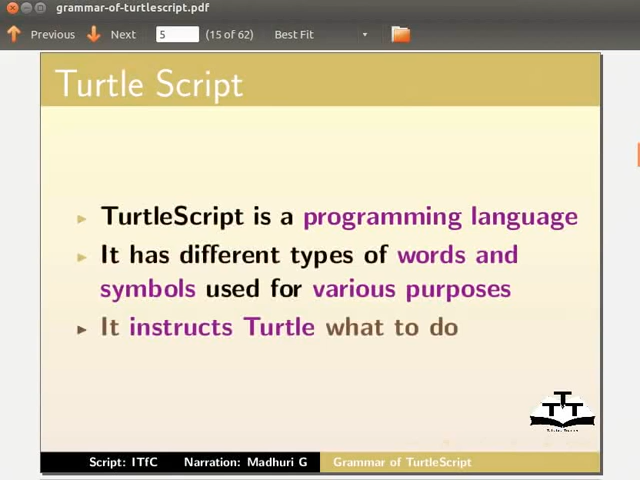 grammar-of-turtlescript.pdf
Previous Next 5 (15 of 62) Best Fit
Turtle Script
TurtleScript is a programming language
It has different types of words and
symbols used for various purposes
It instructs Turtle what to do
T
TT
Script: ITfC Narration: Madhuri G Grammar of TurtleScript